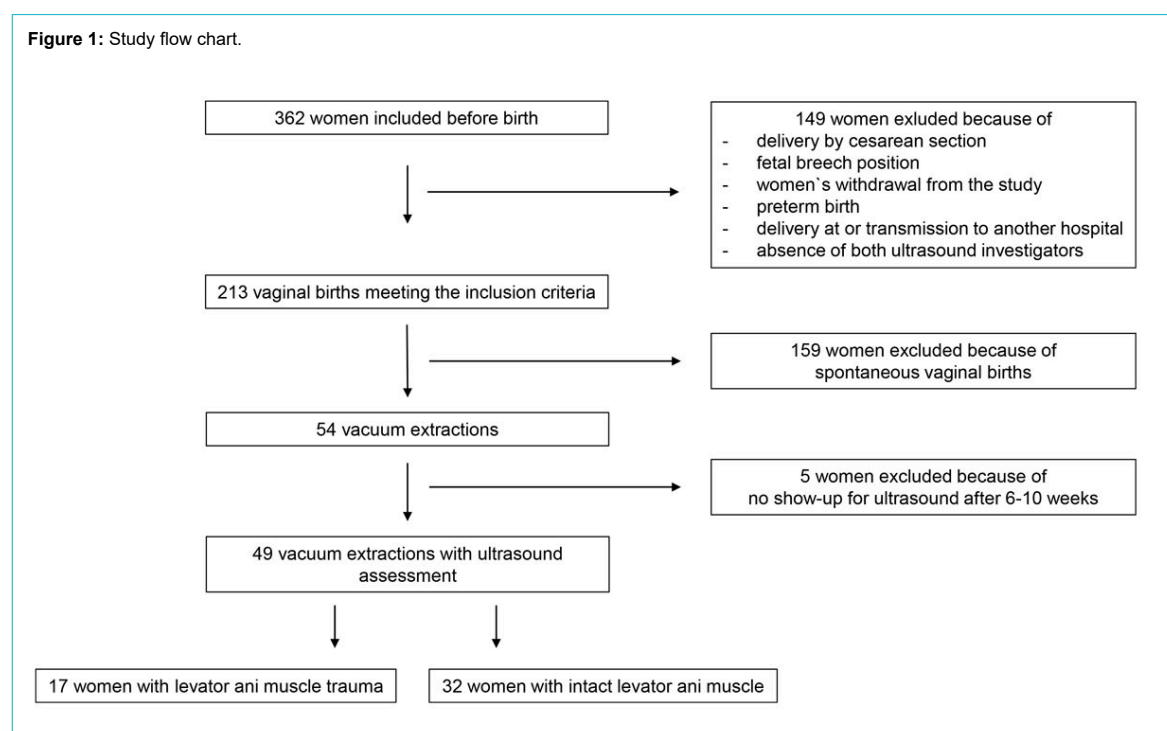 Figure 1: Study flow chart.
362 women included before birth
149 women exluded because of
- delivery by cesarean section
- fetal breech position
- women`s withdrawal from the study
- preterm birth
- delivery at or transmission to another hospital
- absence of both ultrasound investigators
213 vaginal births meeting the inclusion criteria
159 women excluded because of
spontaneous vaginal births
54 vacuum extractions
5 women excluded because of
no show-up for ultrasound after 6-10 weeks
49 vacuum extractions with ultrasound
assessment
17 women with levator ani muscle trauma
32 women with intact levator ani muscle